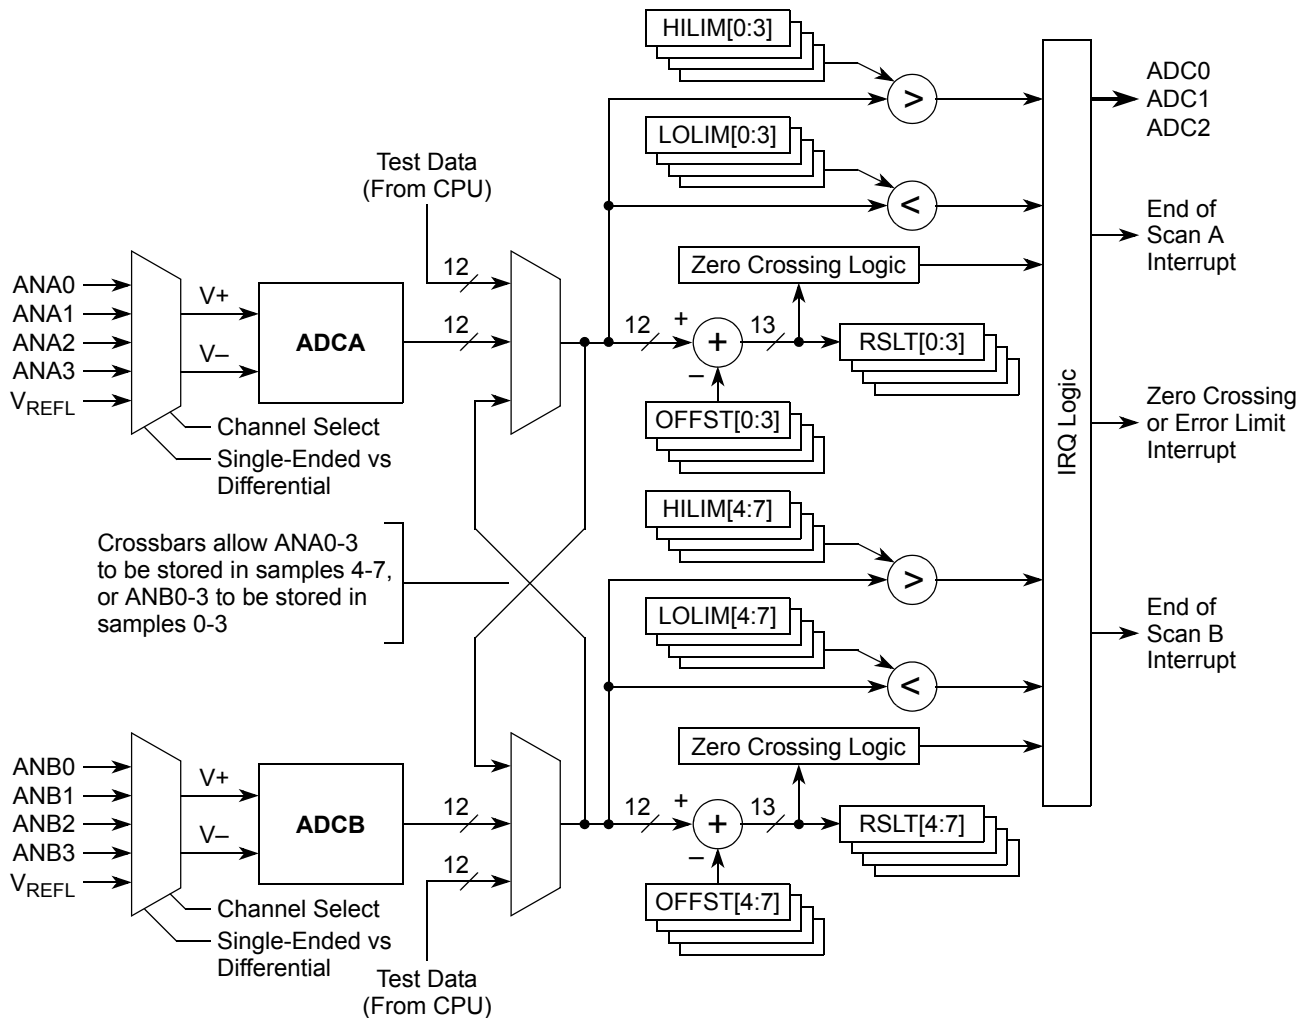 HILIM[0:3]
>
ADC0
ADC1
ADC2
LOLIM[0:3]
<
Test Data
(From CPU)
End of
Scan A
Interrupt
12
Zero Crossing Logic
ANA0
ANA1
ANA2
ANA3
VREFL
V+
V–
ADCA
12
12
+
+
–
13
RSLT[0:3]
OFFST[0:3]
Channel Select
Single-Ended vs
Differential
IRQ Logic
Zero Crossing
or Error Limit
Interrupt
HILIM[4:7]
>
Crossbars allow ANA0-3
to be stored in samples 4-7,
or ANB0-3 to be stored in
samples 0-3
LOLIM[4:7]
<
End of
Scan B
Interrupt
Zero Crossing Logic
ANB0
ANB1
ANB2
ANB3
VREFL
V+
V–
ADCB
12
12
12
+
+
–
13
RSLT[4:7]
OFFST[4:7]
Channel Select
Single-Ended vs
Differential
Test Data
(From CPU)